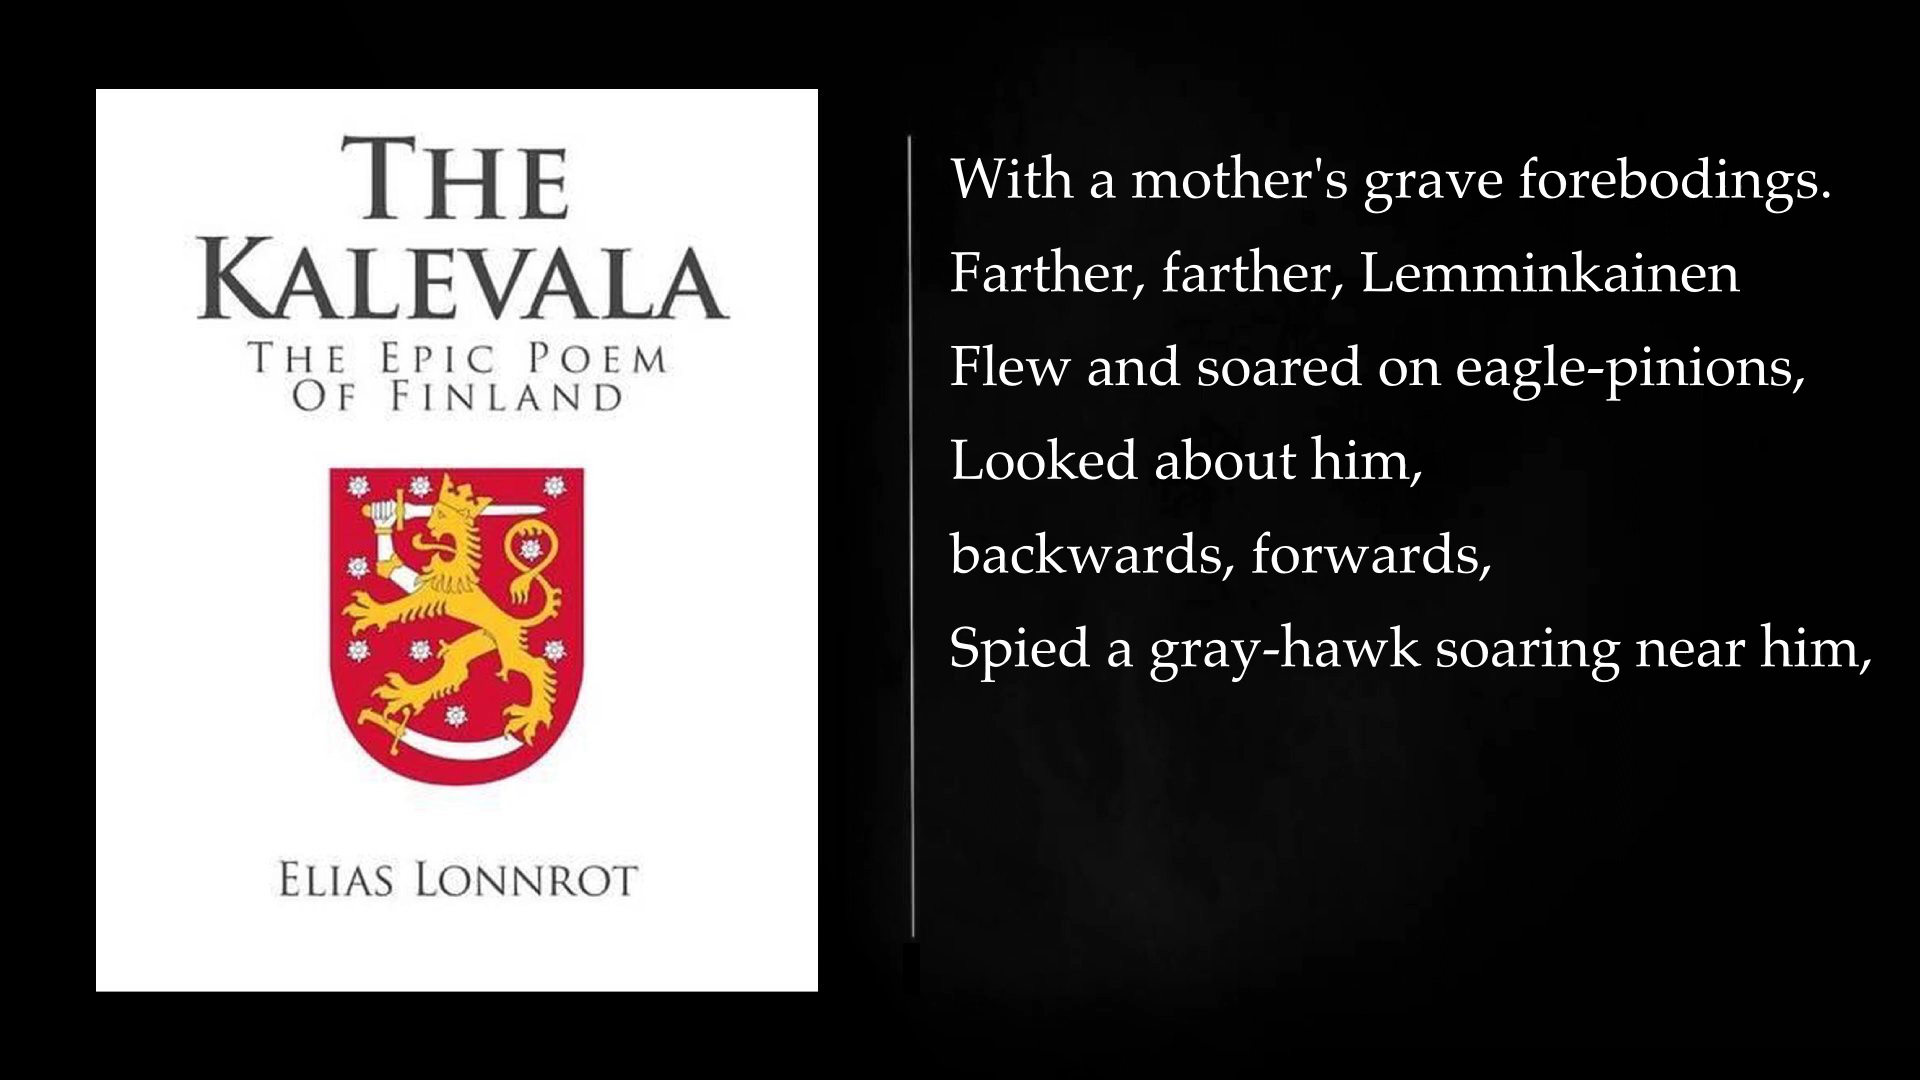 THE
KALEVALA
THE EPIC POEM
OF FINLAND
ELIAS LONNROT
With a mother's grave forebodings.
Farther, farther, Lemminkainen
Flew and soared on eagle-pinions,
Looked about him,
backwards, forwards,
Spied a gray-hawk soaring near him,